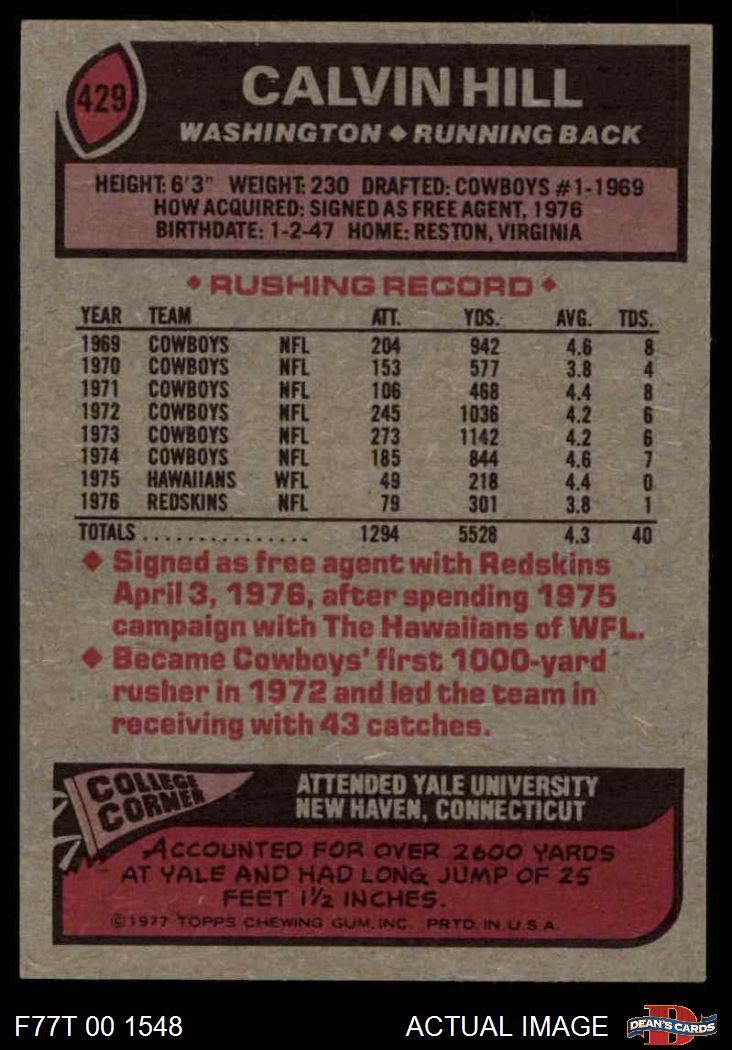 429
CALVIN HILL
WASHINGTON ◆ RUNNING BACK
HEIGHT: 6'3" WEIGHT: 230 DRAFTED: COWBOYS #1-1969
HOW ACQUIRED: SIGNED AS FREE AGENT, 1976
BIRTHDATE: 1-2-47 HOME: RESTON, VIRGINIA
◆ RUSHING RECORD ◆
YEAR TEAM ATT. YDS. AVG. TDS.
1969 COWBOYS NFL 204 942 4.6 8
1970 COWBOYS NFL 153 577 3.8 4
1971 COWBOYS NFL 106 468 4.4 8
1972 COWBOYS NFL 245 1036 4.2 6
1973 COWBOYS NFL 273 1142 4.2 6
1974 COWBOYS NFL 185 844 4.6 7
1975 HAWAIIANS WFL 49 218 4.4 0
1976 REDSKINS NFL 79 301 3.8 1
TOTALS ............... 1294 5528 4.3 40
◆ Signed as free agent with Redskins
April 3, 1976, after spending 1975
campaign with The Hawaiians of WFL.
◆ Became Cowboys' first 1000-yard
rusher in 1972 and led the team in
receiving with 43 catches.
COLLEGE
CORNER
ATTENDED YALE UNIVERSITY
NEW HAVEN, CONNECTICUT
ACCOUNTED FOR OVER 2600 YARDS
AT YALE AND HAD LONG JUMP OF 25
FEET 1½ INCHES.
©1977 TOPPS CHEWING GUM, INC. PRTD. IN U.S.A.
F77T 00 1548 ACTUAL IMAGE
D
DEAN'S CARDS